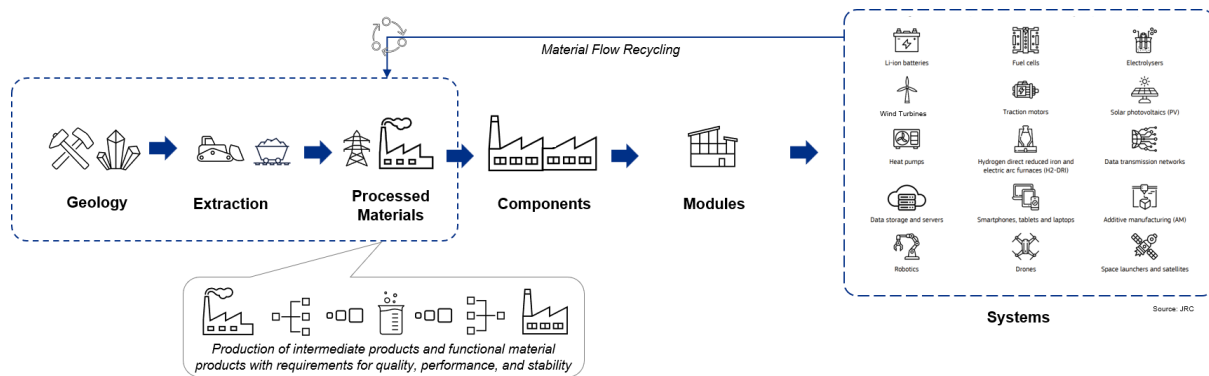 Material Flow Recycling
Li-ion batteries
Fuel cells
Electrolysers
Wind Turbines
Traction motors
Solar photovoltaics (PV)
Heat pumps
Hydrogen direct reduced iron and
electric arc furnaces (H2-DRI)
Data transmission networks
Data storage and servers
Smartphones, tablets and laptops
Additive manufacturing (AM)
Robotics
Drones
Space launchers and satellites
Geology
Extraction
Processed
Materials
Components
Modules
Systems
Source: JRC
Production of intermediate products and functional material
products with requirements for quality, performance, and stability